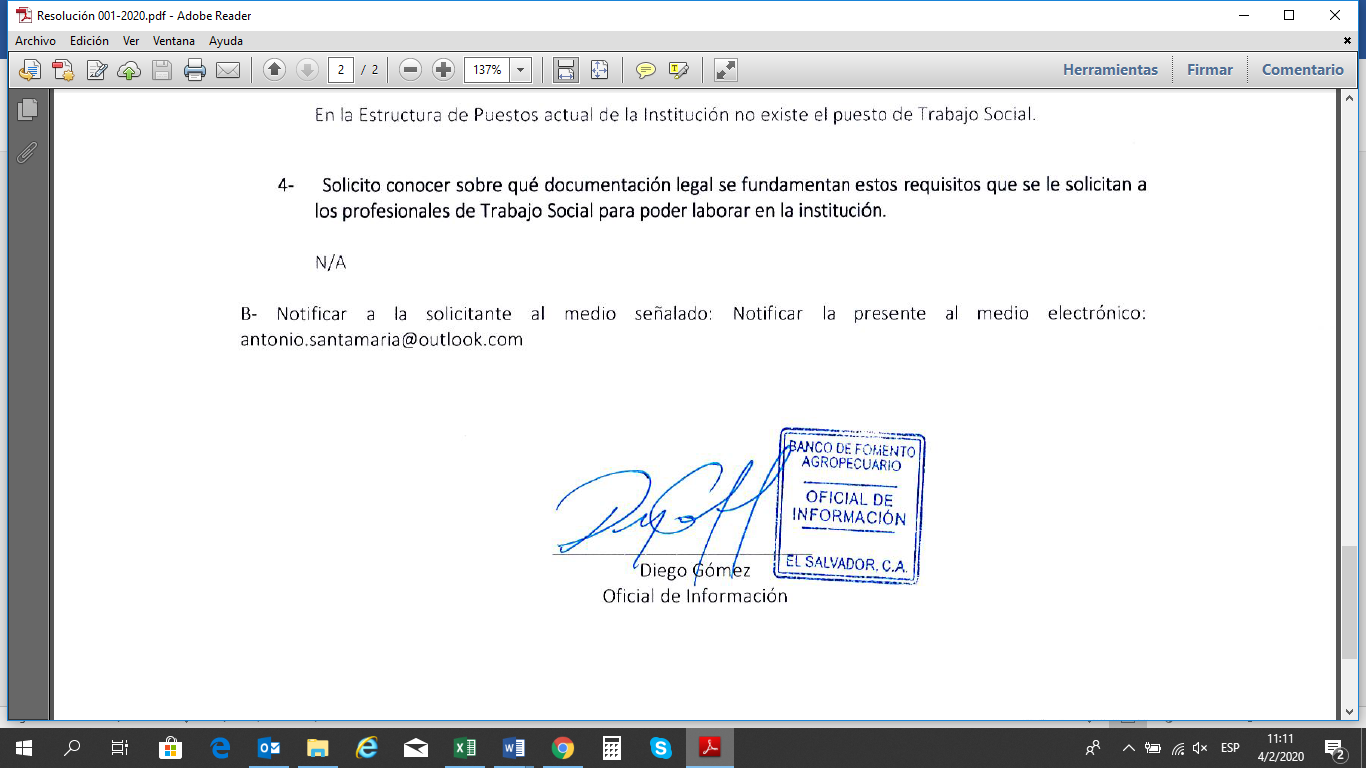 Resolución 001-2020.pdf - Adobe Reader
Archivo Edición Ver Ventana Ayuda
2 / 2 137% Herramientas Firmar Comentario
En la Estructura de Puestos actual de la Institución no existe el puesto de Trabajo Social.
4- Solicito conocer sobre qué documentación legal se fundamentan estos requisitos que se le solicitan a
los profesionales de Trabajo Social para poder laborar en la institución.
N/A
B- Notificar a la solicitante al medio señalado: Notificar la presente al medio electrónico:
antonio.santamaria@outlook.com
BANCO DE FOMENTO
AGROPECUARIO
OFICIAL DE
INFORMACIÓN
EL SALVADOR, C.A.
Diego Gómez
Oficial de Información
ESP
11:11
4/2/2020
2